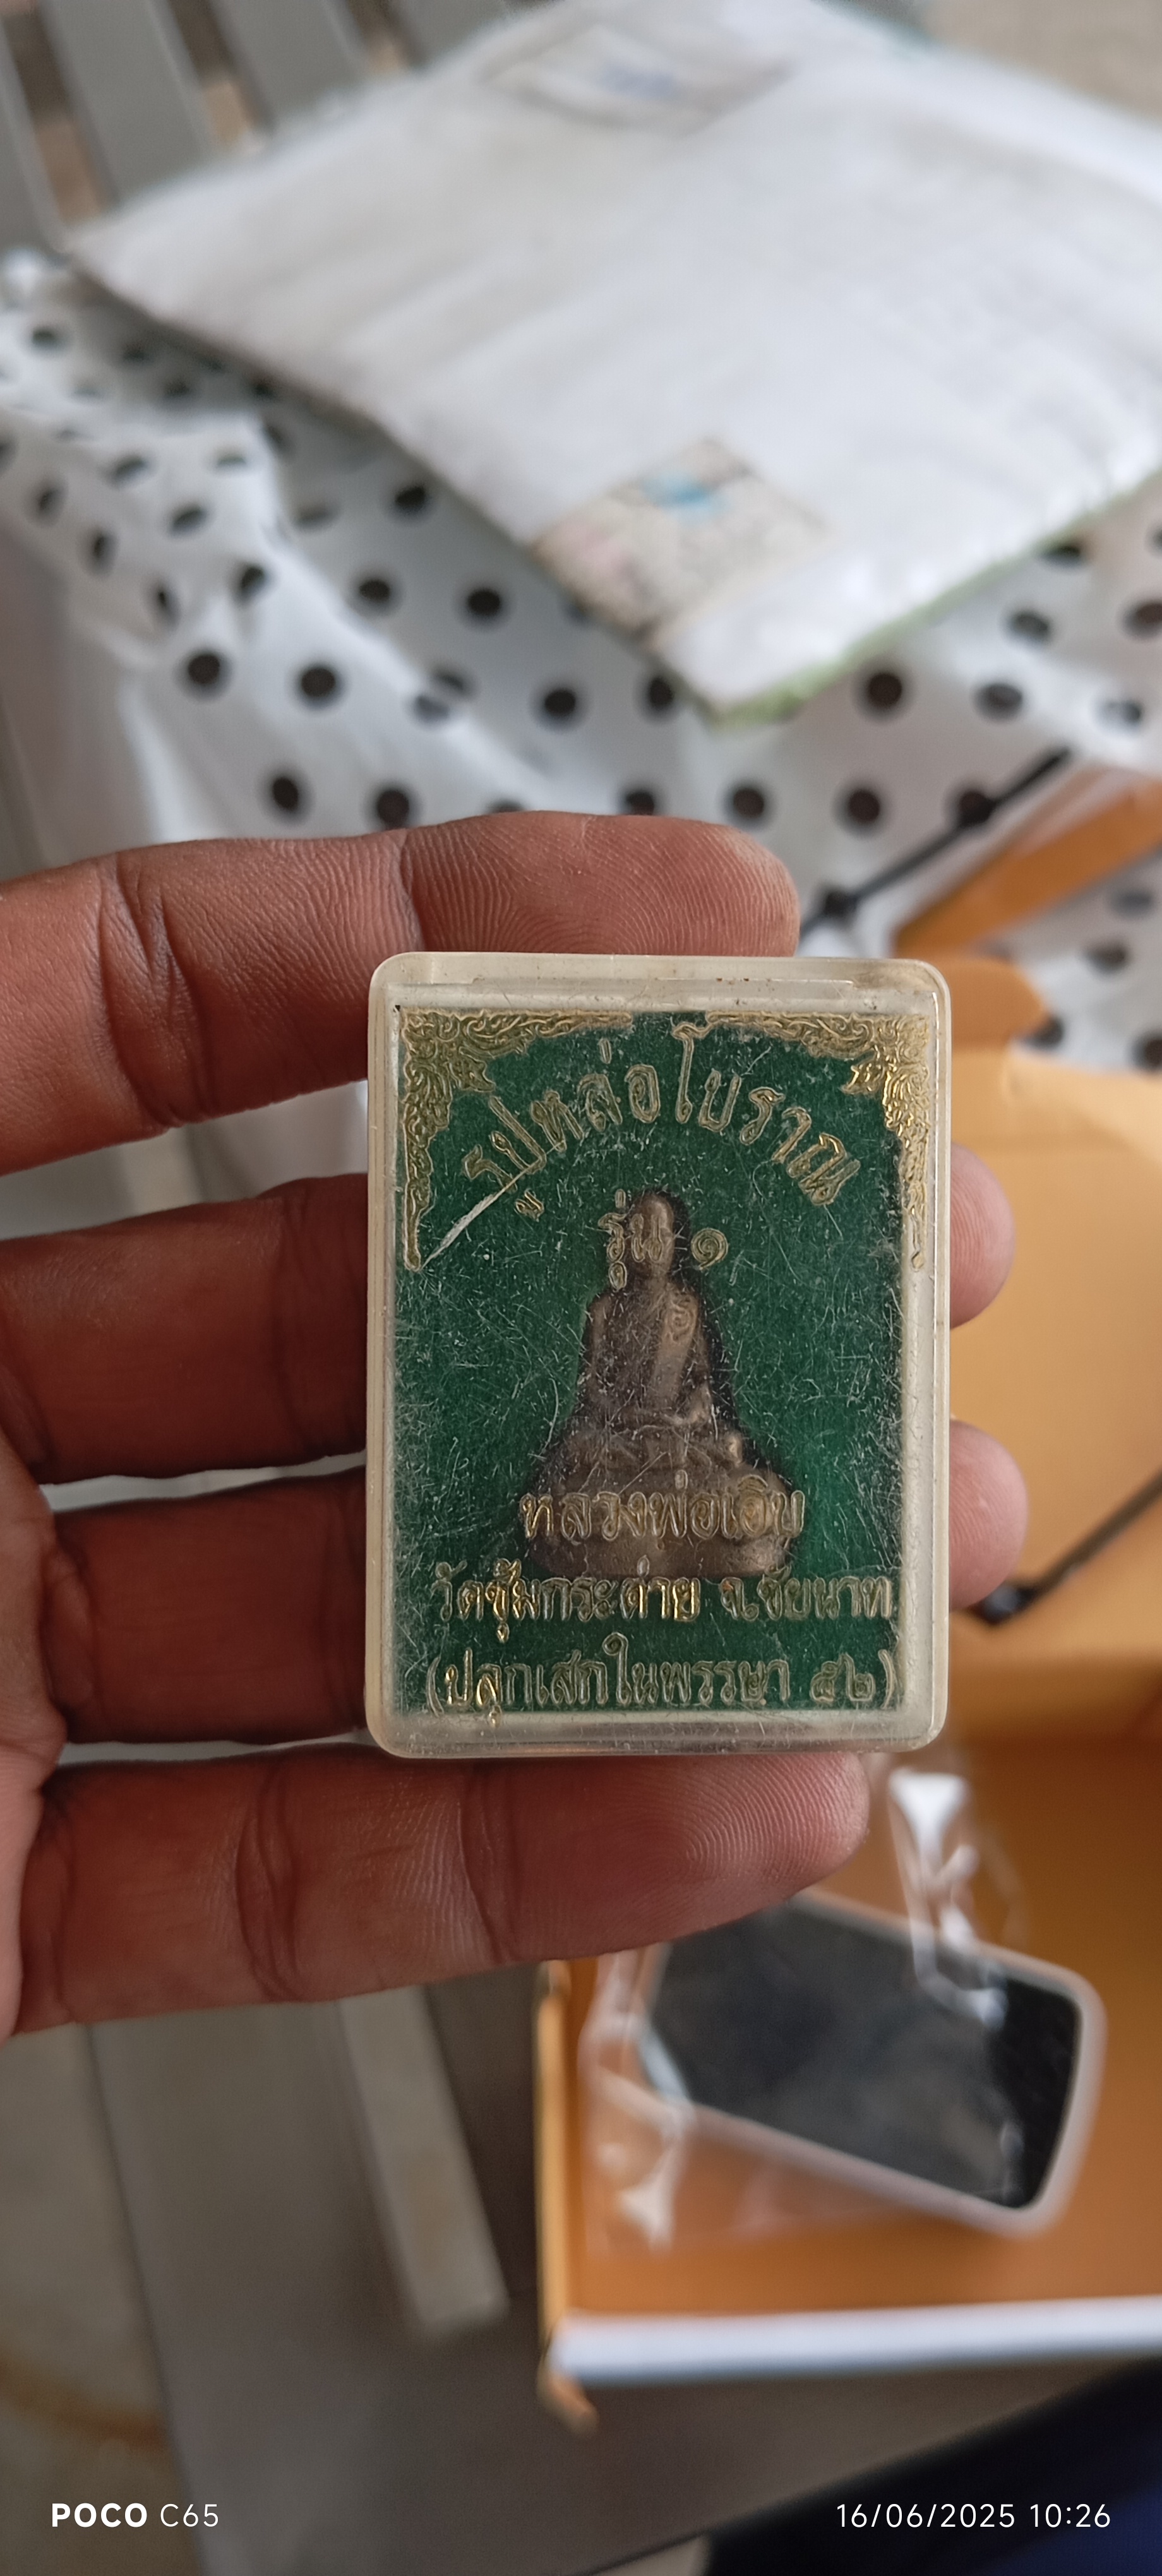 รูปหล่อโบราณ
รุ่น ๑
หลวงพ่อเอิบ
วัดซุ้มกระต่าย จ.ชัยนาท
(ปลุกเสกในพรรษา ๕๒)
POCO C65
16/06/2025 10:26